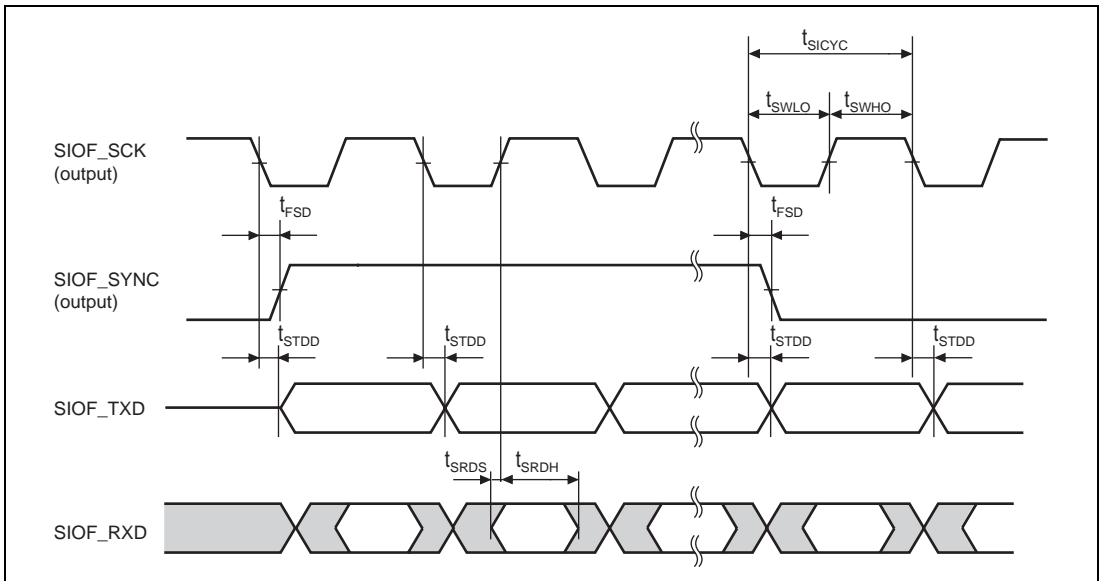 tSICYC
tSWLO tSWHO
SIOF_SCK
(output)
tFSD tFSD
SIOF_SYNC
(output)
tSTDD tSTDD tSTDD tSTDD
SIOF_TXD
tSRDS tSRDH
SIOF_RXD